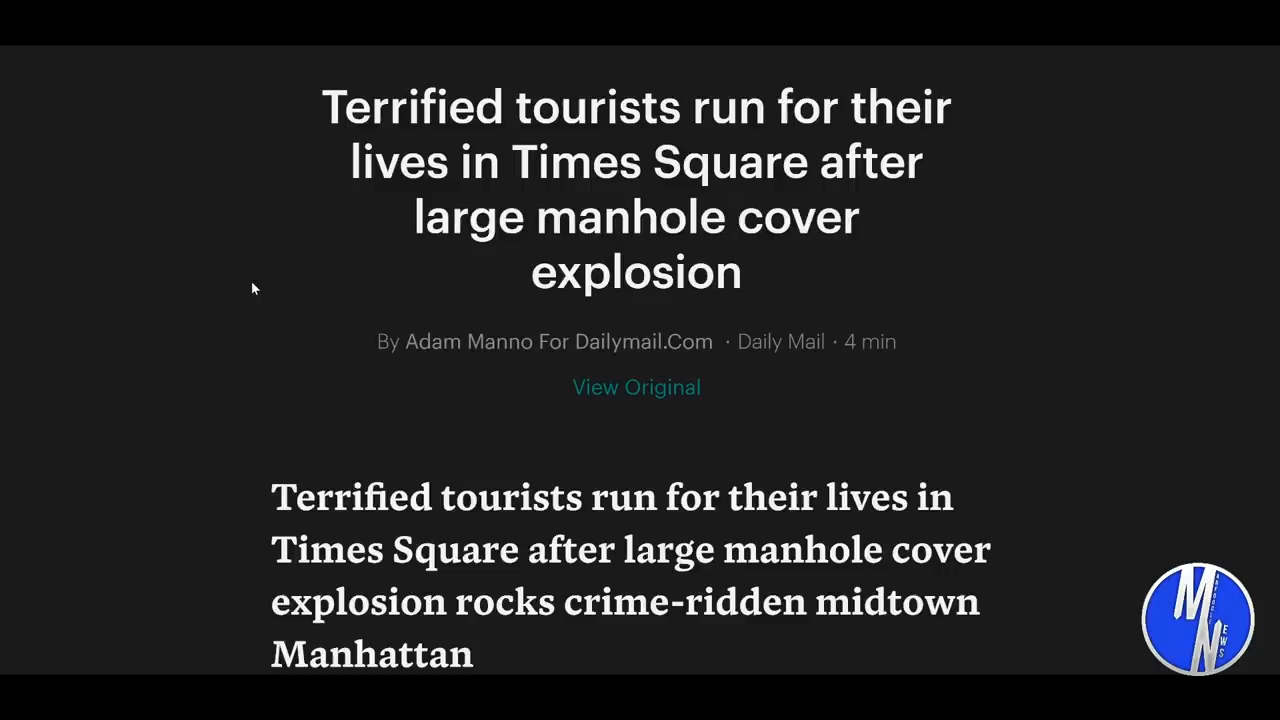 Terrified tourists run for their
lives in Times Square after
large manhole cover
explosion
By Adam Manno For Dailymail.Com · Daily Mail · 4 min
View Original
Terrified tourists run for their lives in
Times Square after large manhole cover
explosion rocks crime-ridden midtown
Manhattan